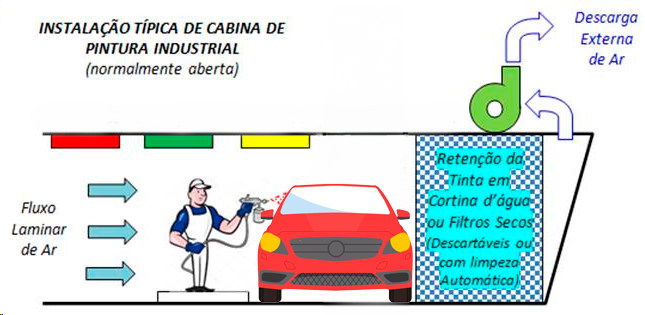 INSTALAÇÃO TÍPICA DE CABINA DE
PINTURA INDUSTRIAL
(normalmente aberta)
Descarga
Externa
de Ar
Fluxo
Laminar
de Ar
Retenção da
Tinta em
Cortina d'água
ou Filtros Secos
(Descartáveis ou
com limpeza
Automática)